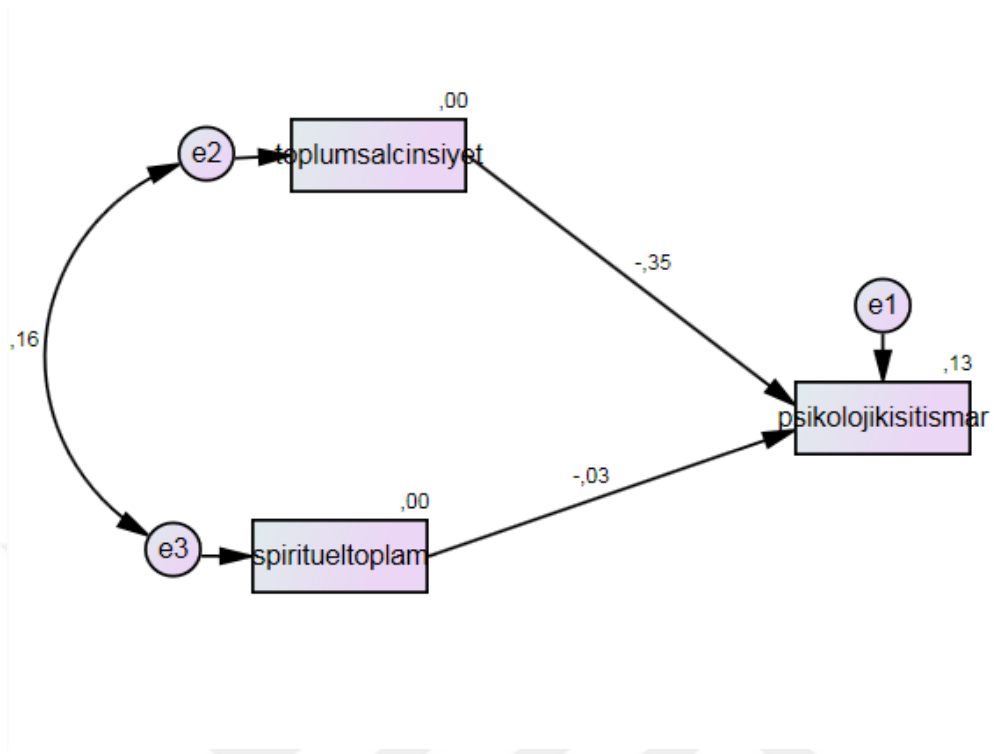 ,00
e2
toplumsalcinsiyet
-,35
e1
,16
,13
psikolojikisitismar
-,03
,00
e3
spiritueltoplam